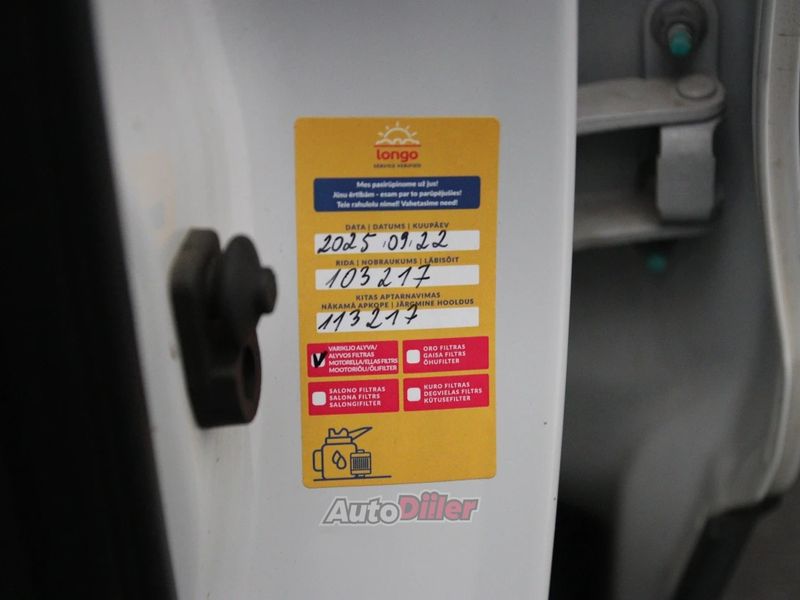 longo
SERVICE VERIFIED
Mes pasirūpinome už jus!
Jūsu ērtībām - esam par to parūpējušies!
Teie rahulolu nimel! Vahetasime need!
DATA | DATUMS | KUUPÄEV
2025.09.22
RIDA | NOBRAUKUMS | LÄBISÕIT
103217
KITAS APTARNAVIMAS
NĀKAMĀ APKOPE | JÄRGMINE HOOLDUS
113217
VARIKLIO ALYVA/
ALYVOS FILTRAS
MOTOREĻĻA/EĻĻAS FILTRS
MOOTORIÕLI/ÕLIFILTER
ORO FILTRAS
GAISA FILTRS
ÕHUFILTER
SALONO FILTRAS
SALONA FILTRS
SALONGIFILTER
KURO FILTRAS
DEGVIELAS FILTRS
KÜTUSEFILTER
AutoDiiler